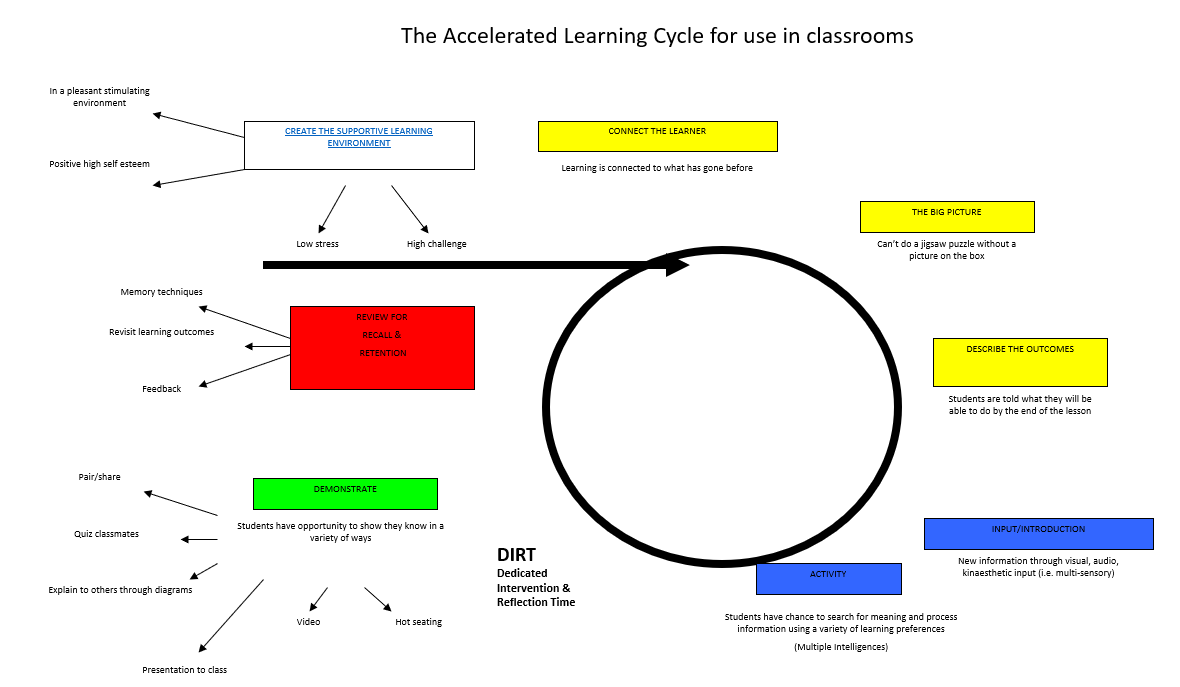 The Accelerated Learning Cycle for use in classrooms
In a pleasant stimulating
environment
Positive high self esteem
CREATE THE SUPPORTIVE LEARNING
ENVIRONMENT
Low stress
High challenge
CONNECT THE LEARNER
Learning is connected to what has gone before
THE BIG PICTURE
Can't do a jigsaw puzzle without a
picture on the box
DESCRIBE THE OUTCOMES
Students are told what they will be
able to do by the end of the lesson
INPUT/INTRODUCTION
New information through visual, audio,
kinaesthetic input (i.e. multi-sensory)
ACTIVITY
Students have chance to search for meaning and process
information using a variety of learning preferences
(Multiple Intelligences)
DIRT
Dedicated
Intervention &
Reflection Time
DEMONSTRATE
Students have opportunity to show they know in a
variety of ways
Pair/share
Quiz classmates
Explain to others through diagrams
Presentation to class
Video
Hot seating
REVIEW FOR
RECALL &
RETENTION
Memory techniques
Revisit learning outcomes
Feedback